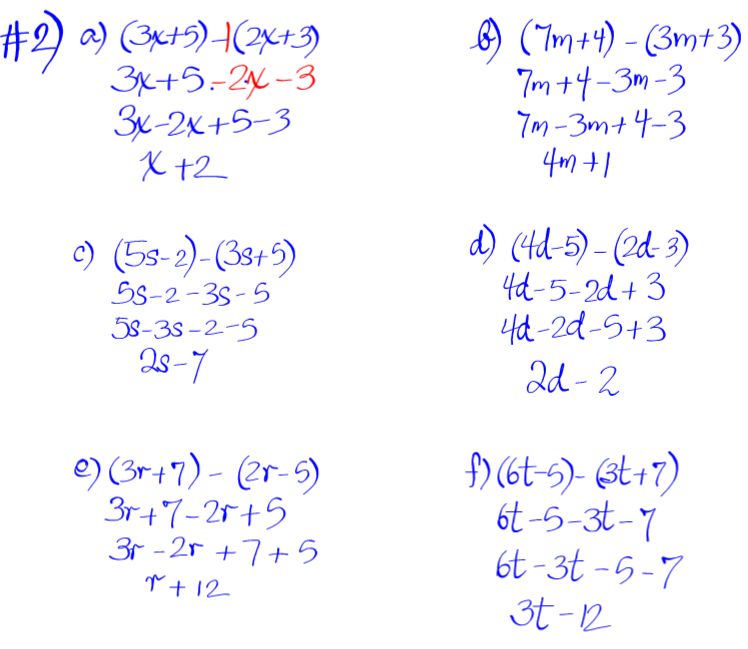 #2) a) (3x+5)-1(2x+3)
3x+5-2x-3
3x-2x+5-3
x+2
b) (7m+4)-(3m+3)
7m+4-3m-3
7m-3m+4-3
4m+1
c) (5s-2)-(3s+5)
5s-2-3s-5
5s-3s-2-5
2s-7
d) (4d-5)-(2d-3)
4d-5-2d+3
4d-2d-5+3
2d-2
e) (3r+7)-(2r-5)
3r+7-2r+5
3r-2r+7+5
r+12
f) (6t-5)-(3t+7)
6t-5-3t-7
6t-3t-5-7
3t-12